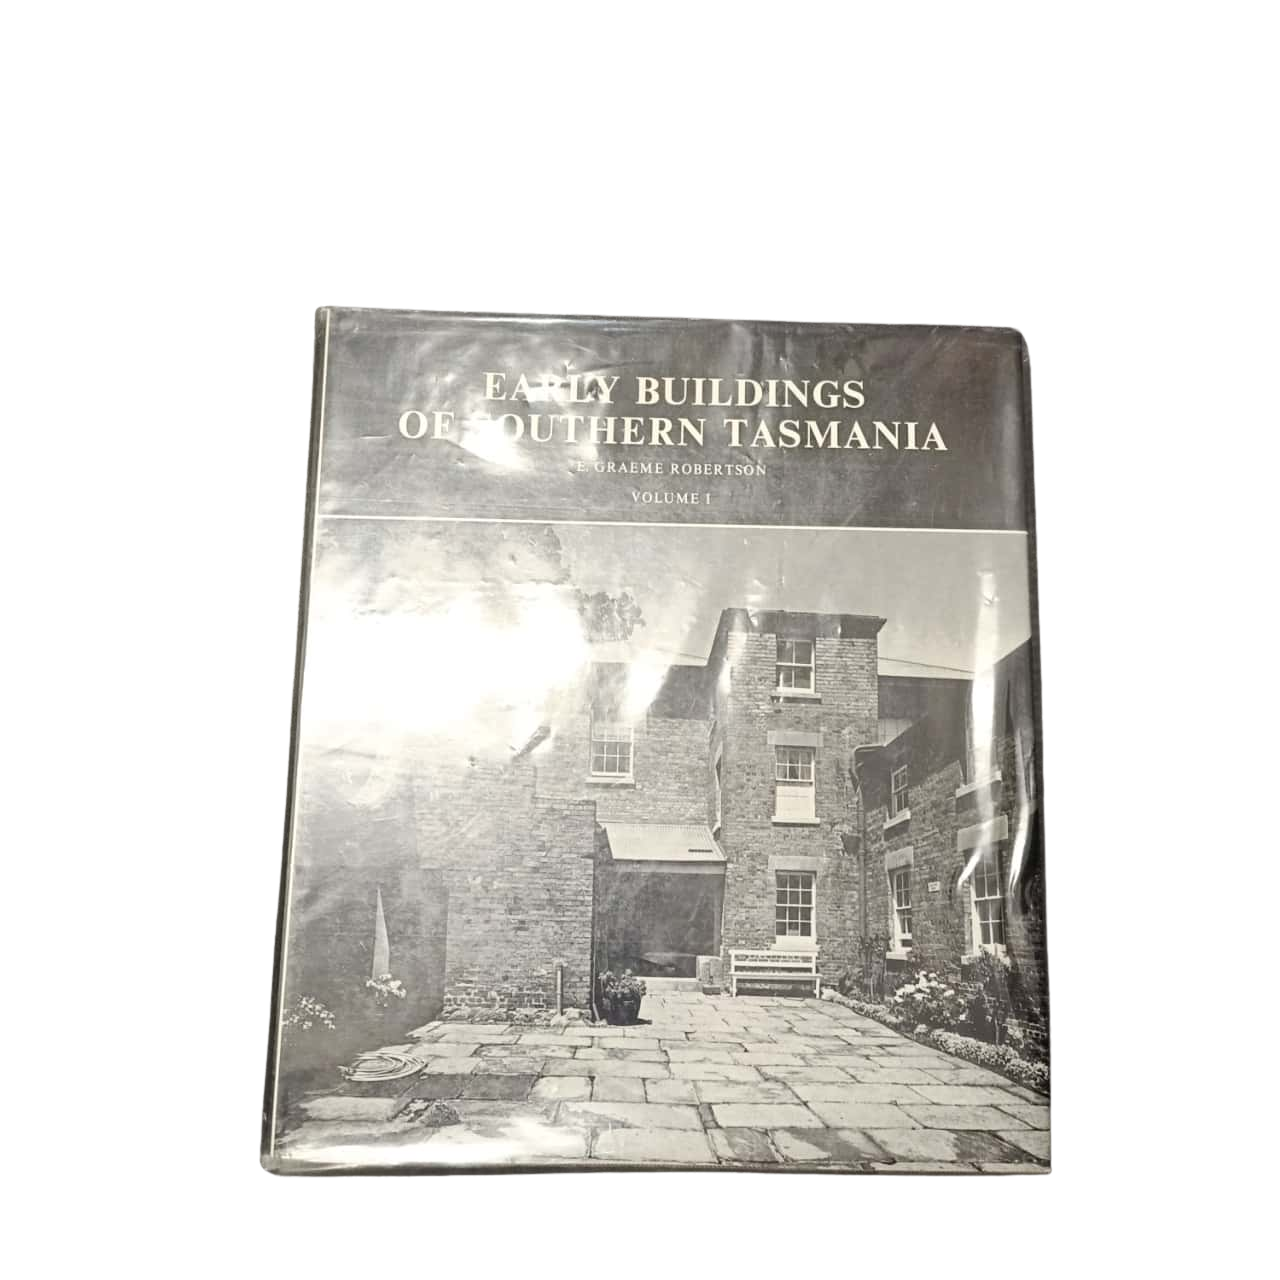 EARLY BUILDINGS
OF SOUTHERN TASMANIA
E. GRAEME ROBERTSON
VOLUME I